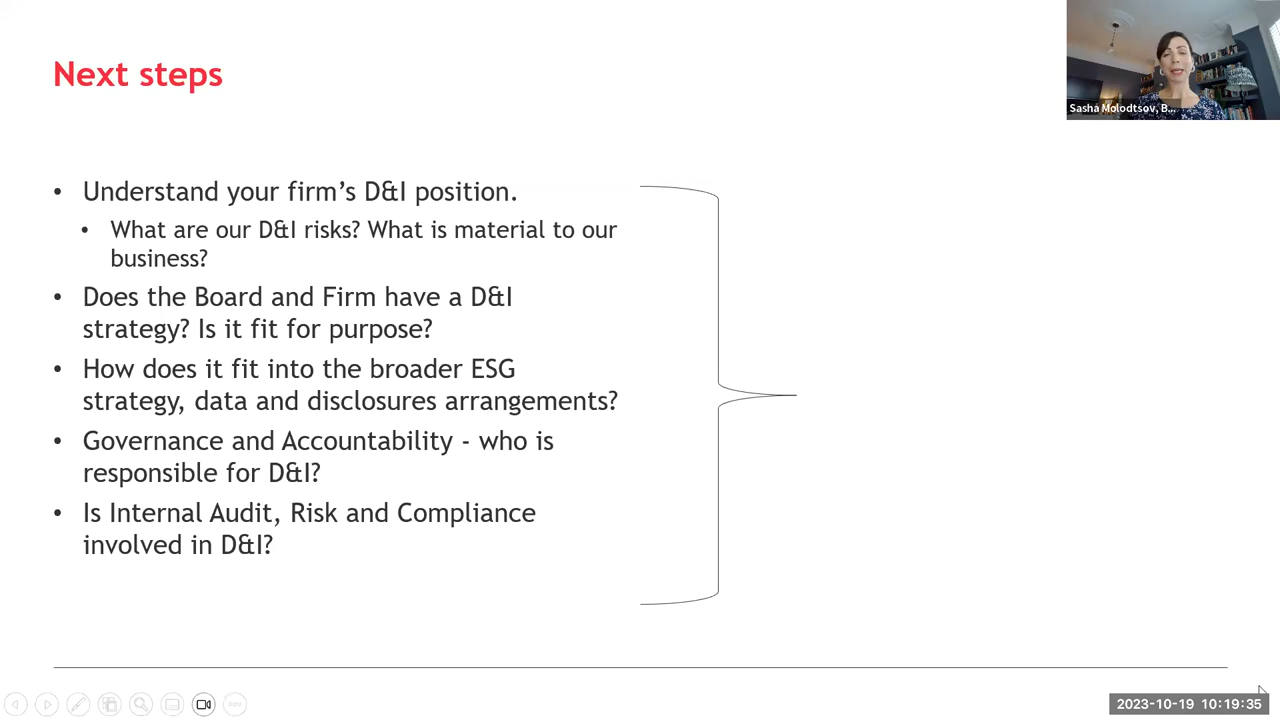 Next steps
Sasha Molodtsov, B...
• Understand your firm's D&I position.
• What are our D&I risks? What is material to our
business?
• Does the Board and Firm have a D&I
strategy? Is it fit for purpose?
• How does it fit into the broader ESG
strategy, data and disclosures arrangements?
• Governance and Accountability - who is
responsible for D&I?
• Is Internal Audit, Risk and Compliance
involved in D&I?
2023-10-19 10:19:35